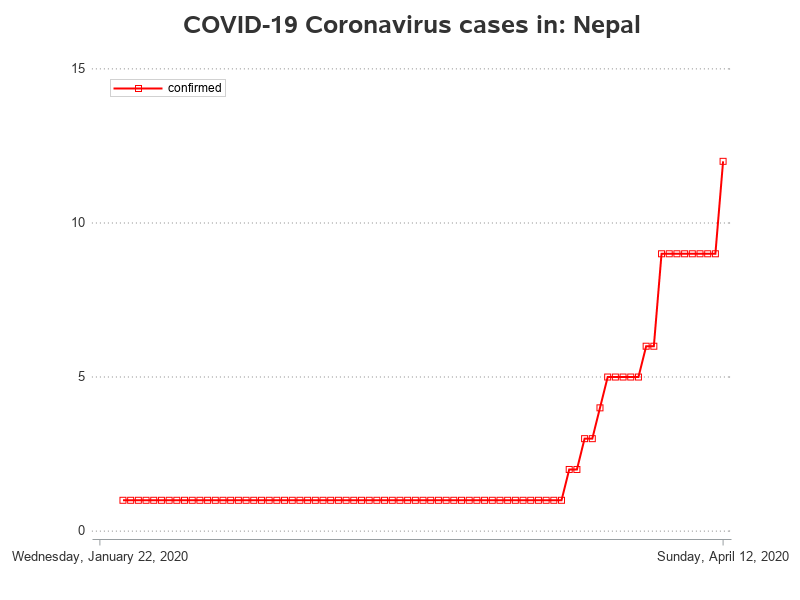 COVID-19 Coronavirus cases in: Nepal
15
confirmed
10
5
0
Wednesday, January 22, 2020 Sunday, April 12, 2020